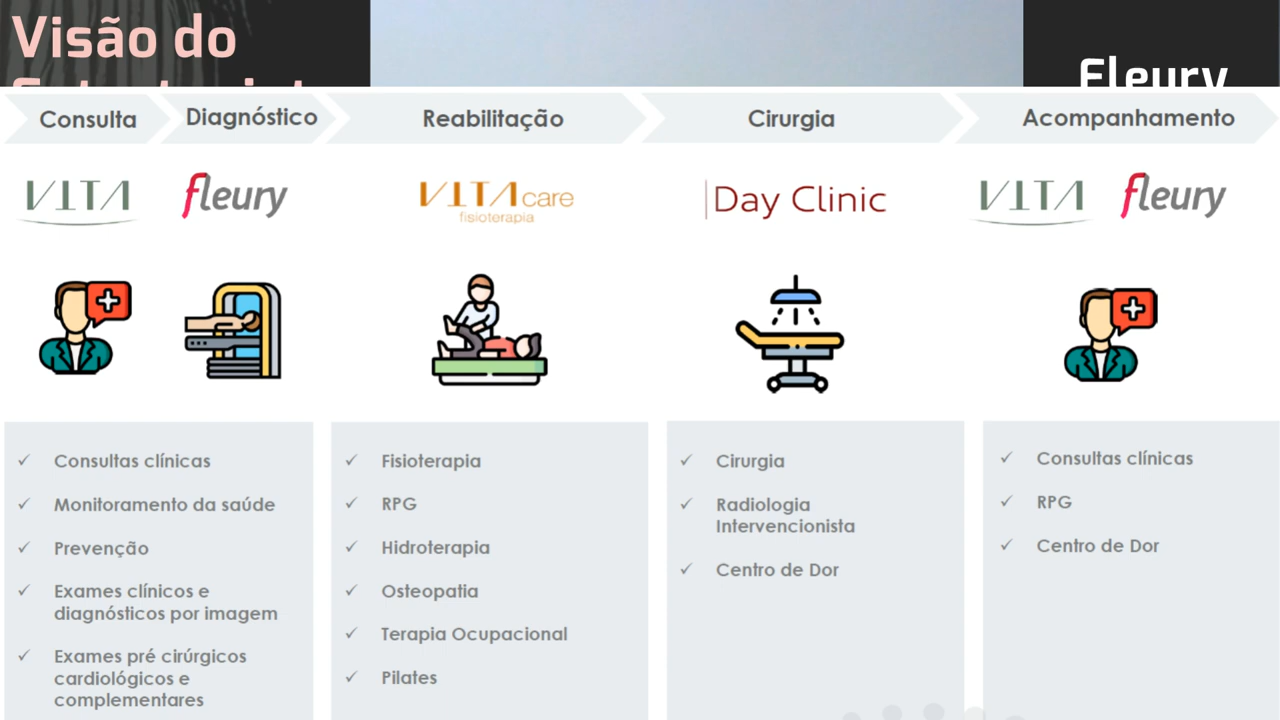 Visão do
Fleury
Consulta
Diagnóstico
Reabilitação
Cirurgia
Acompanhamento
VITA
fleury
VITA care
fisioterapia
Day Clinic
VITA
fleury
Consultas clínicas
Monitoramento da saúde
Prevenção
Exames clínicos e
diagnósticos por imagem
Exames pré cirúrgicos
cardiológicos e
complementares
Fisioterapia
RPG
Hidroterapia
Osteopatia
Terapia Ocupacional
Pilates
Cirurgia
Radiologia
Intervencionista
Centro de Dor
Consultas clínicas
RPG
Centro de Dor